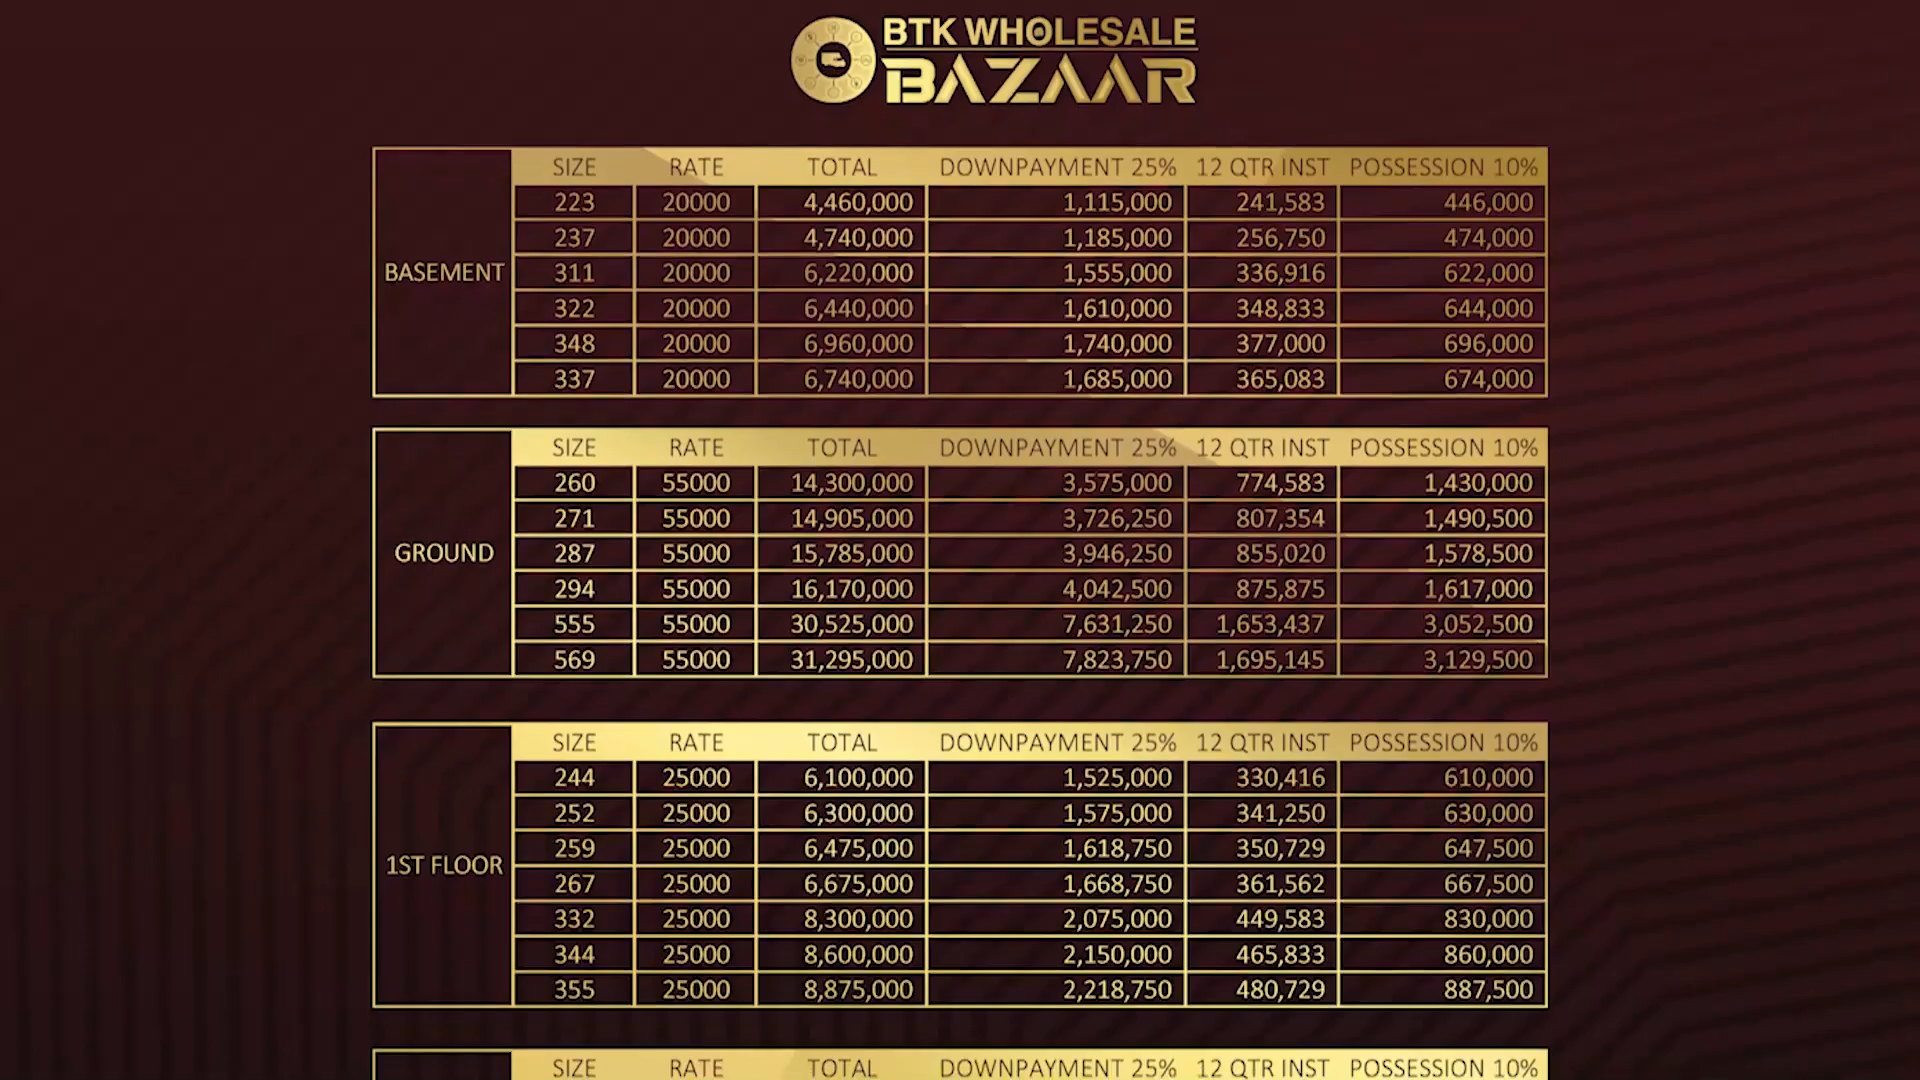 BTK WHOLESALE
BAZAAR
SIZE RATE TOTAL DOWNPAYMENT 25% 12 QTR INST POSSESSION 10%
223 20000 4,460,000 1,115,000 241,583 446,000
237 20000 4,740,000 1,185,000 256,750 474,000
BASEMENT 311 20000 6,220,000 1,555,000 336,916 622,000
322 20000 6,440,000 1,610,000 348,833 644,000
348 20000 6,960,000 1,740,000 377,000 696,000
337 20000 6,740,000 1,685,000 365,083 674,000
SIZE RATE TOTAL DOWNPAYMENT 25% 12 QTR INST POSSESSION 10%
260 55000 14,300,000 3,575,000 774,583 1,430,000
271 55000 14,905,000 3,726,250 807,354 1,490,500
GROUND 287 55000 15,785,000 3,946,250 855,020 1,578,500
294 55000 16,170,000 4,042,500 875,875 1,617,000
555 55000 30,525,000 7,631,250 1,653,437 3,052,500
569 55000 31,295,000 7,823,750 1,695,145 3,129,500
SIZE RATE TOTAL DOWNPAYMENT 25% 12 QTR INST POSSESSION 10%
244 25000 6,100,000 1,525,000 330,416 610,000
252 25000 6,300,000 1,575,000 341,250 630,000
259 25000 6,475,000 1,618,750 350,729 647,500
1ST FLOOR 267 25000 6,675,000 1,668,750 361,562 667,500
332 25000 8,300,000 2,075,000 449,583 830,000
344 25000 8,600,000 2,150,000 465,833 860,000
355 25000 8,875,000 2,218,750 480,729 887,500
SIZE RATE TOTAL DOWNPAYMENT 25% 12 QTR INST POSSESSION 10%